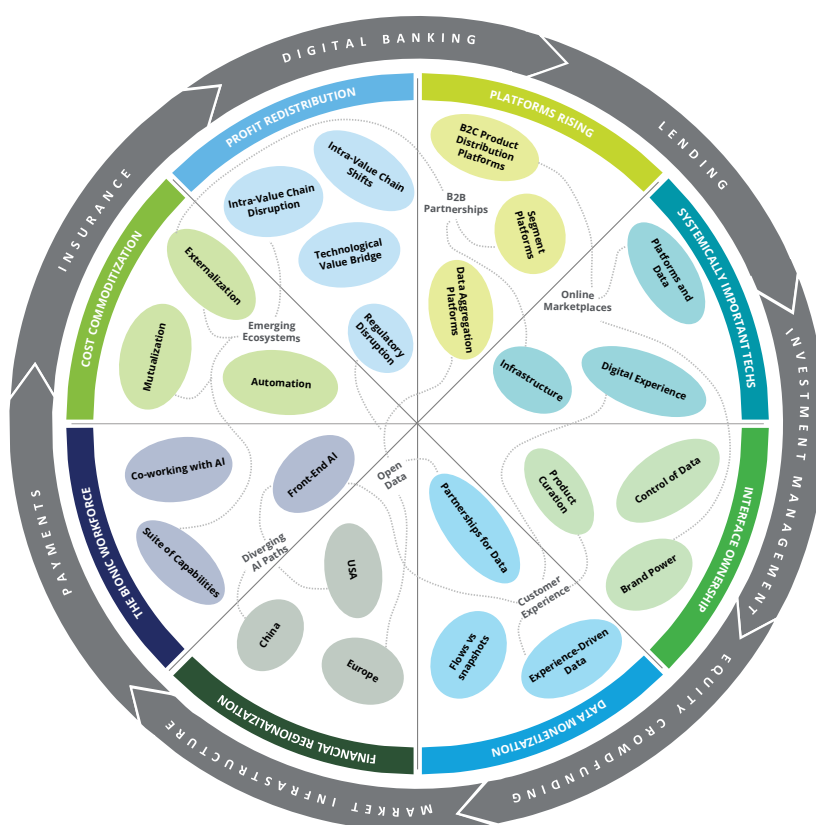 DIGITAL BANKING
LENDING
INVESTMENT MANAGEMENT
EQUITY CROWDFUNDING
MARKET INFRASTRUCTURE
PAYMENTS
INSURANCE
PROFIT REDISTRIBUTION
Intra-Value Chain
Shifts
Intra-Value Chain
Disruption
Technological
Value Bridge
Regulatory
Disruption
PLATFORMS RISING
B2C Product
Distribution
Platforms
B2B
Partnerships
Segment
Platforms
Data Aggregation
Platforms
Online
Marketplaces
SYSTEMICALLY IMPORTANT TECHS
Platforms and
Data
Infrastructure
Digital Experience
INTERFACE OWNERSHIP
Product
Curation
Control of Data
Brand Power
Customer
Experience
DATA MONETIZATION
Partnerships for Data
Flows vs
snapshots
Experience-Driven
Data
FINANCIAL REGIONALIZATION
USA
China
Europe
Diverging
AI Paths
Open
Data
THE BIONIC WORKFORCE
Co-working with AI
Front-End AI
Suite of Capabilities
COST COMMODITIZATION
Externalization
Mutualization
Automation
Emerging
Ecosystems